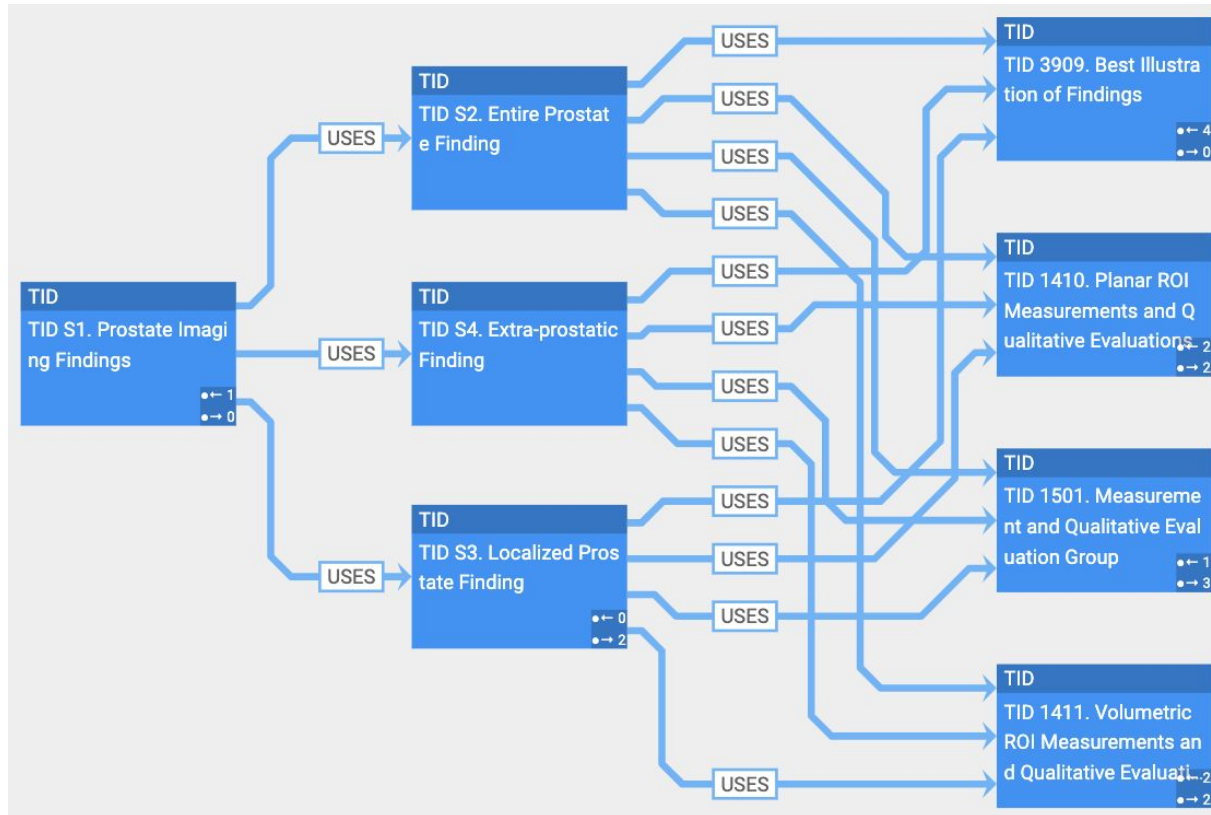 TID
TID S1. Prostate Imagi
ng Findings
●← 1
●→ 0
USES
USES
USES
TID
TID S2. Entire Prostat
e Finding
TID
TID S4. Extra-prostatic
Finding
TID
TID S3. Localized Pros
tate Finding
●← 0
●→ 2
USES
USES
USES
USES
USES
USES
USES
USES
USES
USES
USES
USES
TID
TID 3909. Best Illustra
tion of Findings
●← 4
●→ 0
TID
TID 1410. Planar ROI
Measurements and Q
ualitative Evaluations
●← 2
●→ 2
TID
TID 1501. Measureme
nt and Qualitative Eval
uation Group
●← 1
●→ 3
TID
TID 1411. Volumetric
ROI Measurements an
d Qualitative Evaluati...
●← 2
●→ 2